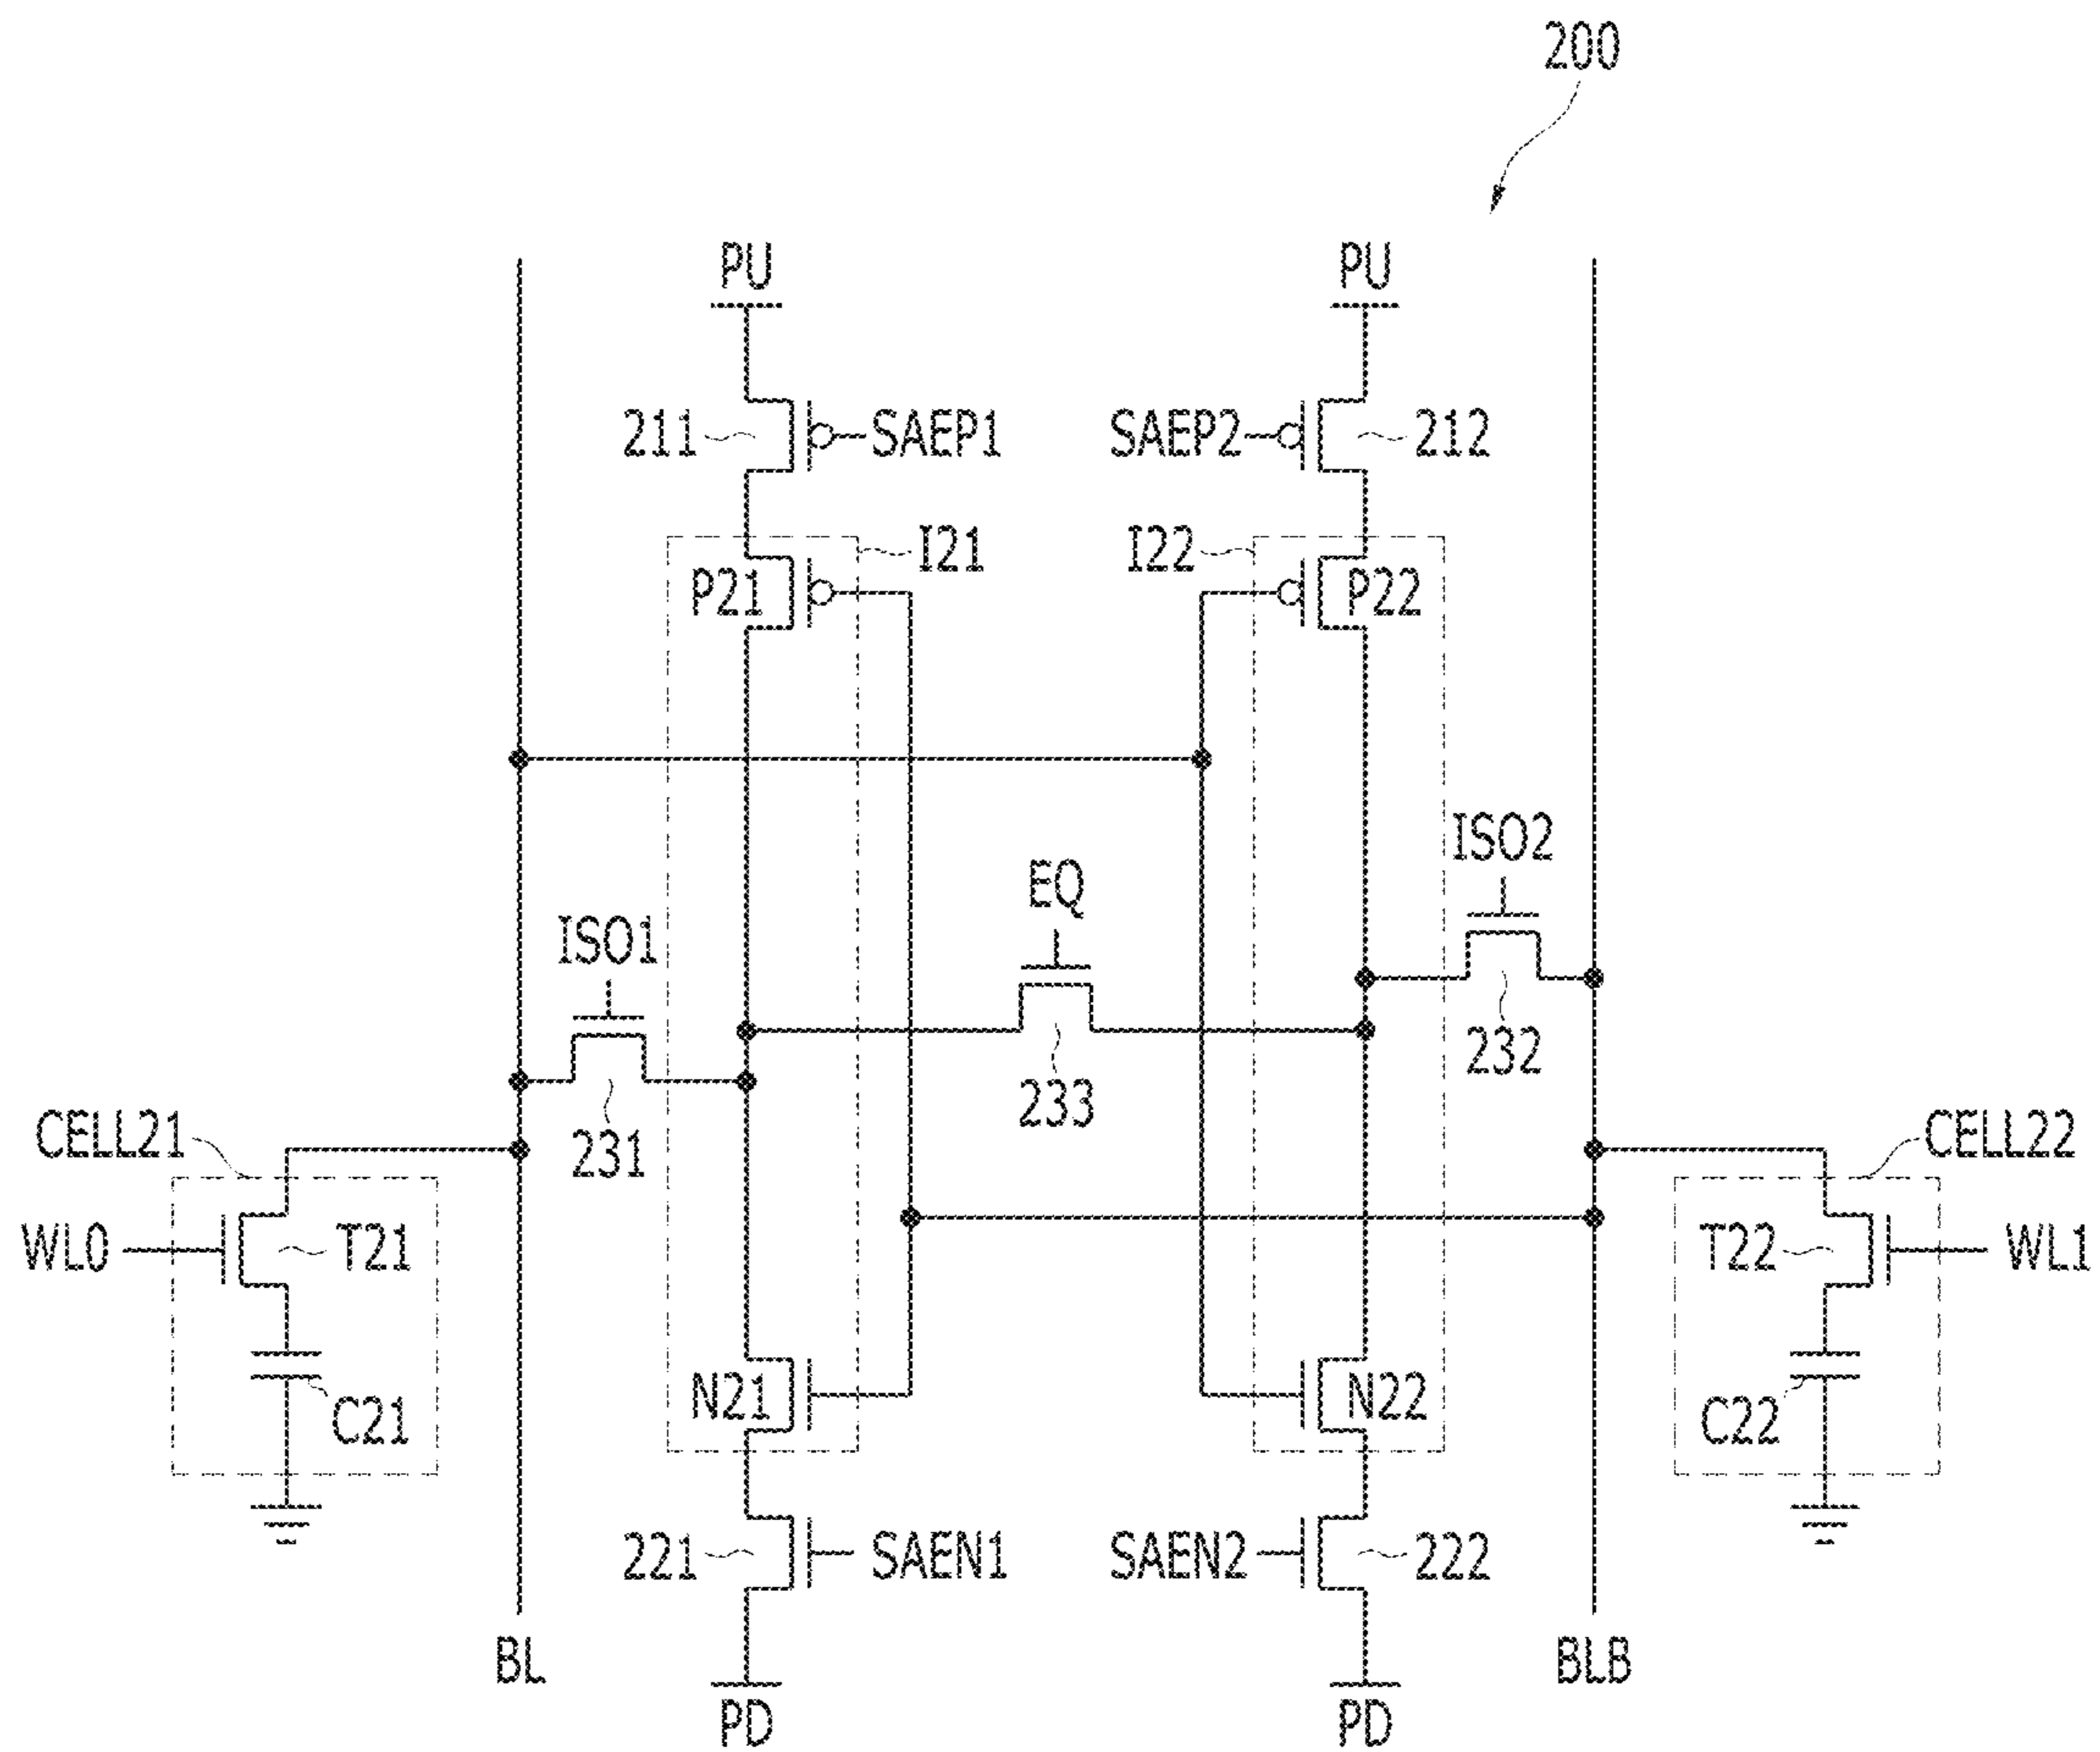 200
PU PU
211 SAEP1 SAEP2 212
I21 I22
P21 P22
ISO2
EQ
ISO1
232
233
CELL21 231 CELL22
WL0 T21 T22 WL1
N21 N22
C21 C22
221 SAEN1 SAEN2 222
BL BLB
PD PD